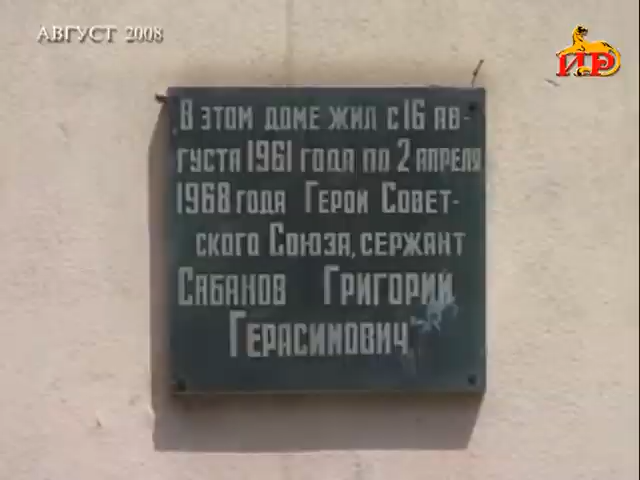 АВГУСТ 2008
ИР
В ЭТОМ ДОМЕ ЖИЛ С 16 АВ-
ГУСТА 1961 ГОДА ПО 2 АПРЕЛЯ
1968 ГОДА ГЕРОЙ СОВЕТ-
СКОГО СОЮЗА, СЕРЖАНТ
САБАНОВ ГРИГОРИЙ
ГЕРАСИМОВИЧ